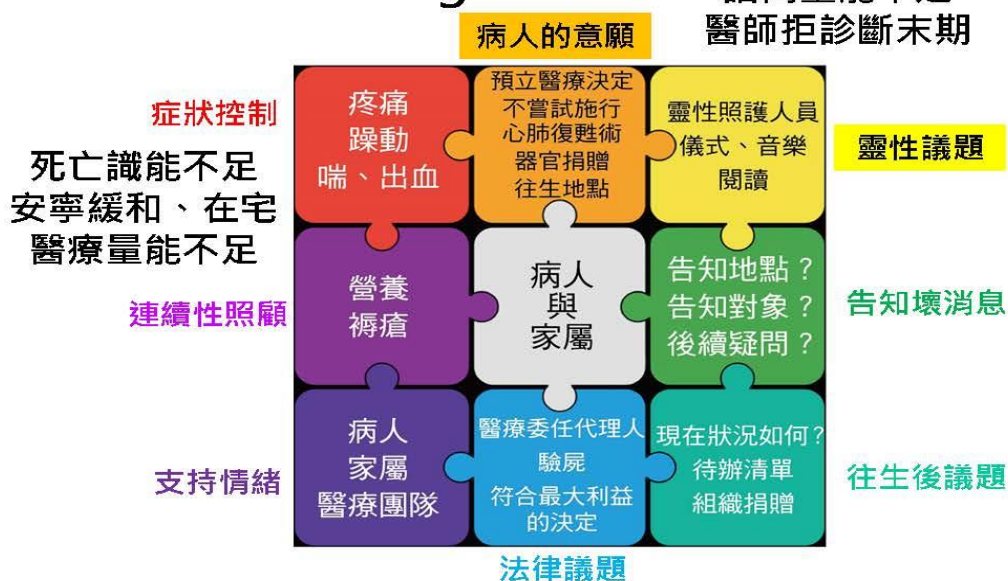 病人的意願
醫師拒診斷末期
症狀控制
死亡識能不足
安寧緩和、在宅
醫療量能不足
疼痛
躁動
喘、出血
預立醫療決定
不嘗試施行
心肺復甦術
器官捐贈
往生地點
靈性照護人員
儀式、音樂
閱讀
靈性議題
連續性照顧
營養
褥瘡
病人
與
家屬
告知地點？
告知對象？
後續疑問？
告知壞消息
支持情緒
病人
家屬
醫療團隊
醫療委任代理人
驗屍
符合最大利益
的決定
現在狀況如何?
待辦清單
組織捐贈
往生後議題
法律議題